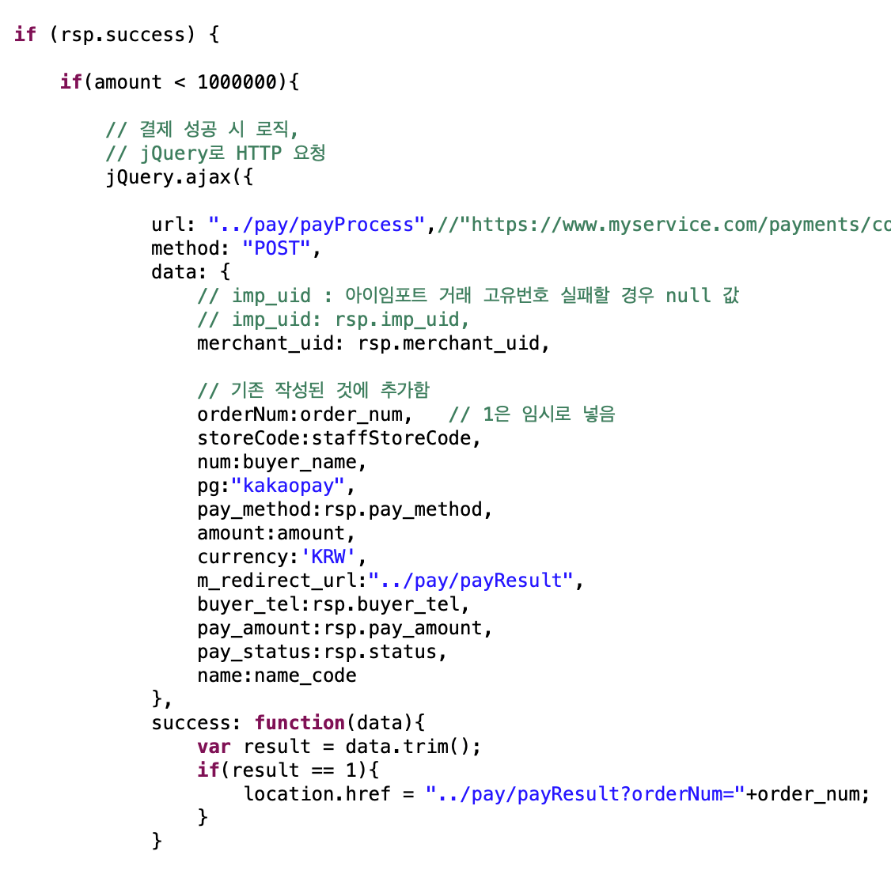 if (rsp.success) {
if(amount < 1000000){
// 결제 성공 시 로직,
// jQuery로 HTTP 요청
jQuery.ajax({
url: "../pay/payProcess",//"https://www.myservice.com/payments/co
method: "POST",
data: {
// imp_uid : 아이임포트 거래 고유번호 실패할 경우 null 값
// imp_uid: rsp.imp_uid,
merchant_uid: rsp.merchant_uid,
// 기존 작성된 것에 추가함
orderNum:order_num,   // 1은 임시로 넣음
storeCode:staffStoreCode,
num:buyer_name,
pg:"kakaopay",
pay_method:rsp.pay_method,
amount:amount,
currency:'KRW',
m_redirect_url:"../pay/payResult",
buyer_tel:rsp.buyer_tel,
pay_amount:rsp.pay_amount,
pay_status:rsp.status,
name:name_code
},
success: function(data){
var result = data.trim();
if(result == 1){
location.href = "../pay/payResult?orderNum="+order_num;
}
}